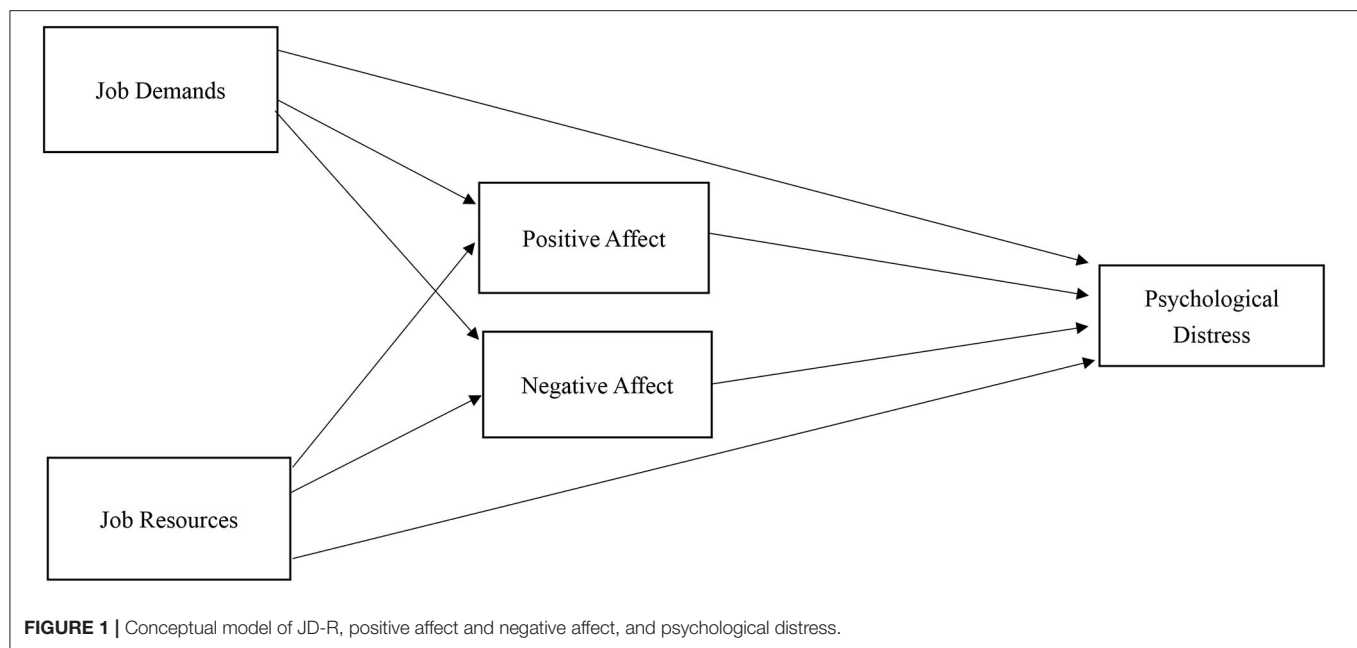 Job Demands
Positive Affect
Psychological
Distress
Negative Affect
Job Resources
FIGURE 1 | Conceptual model of JD-R, positive affect and negative affect, and psychological distress.